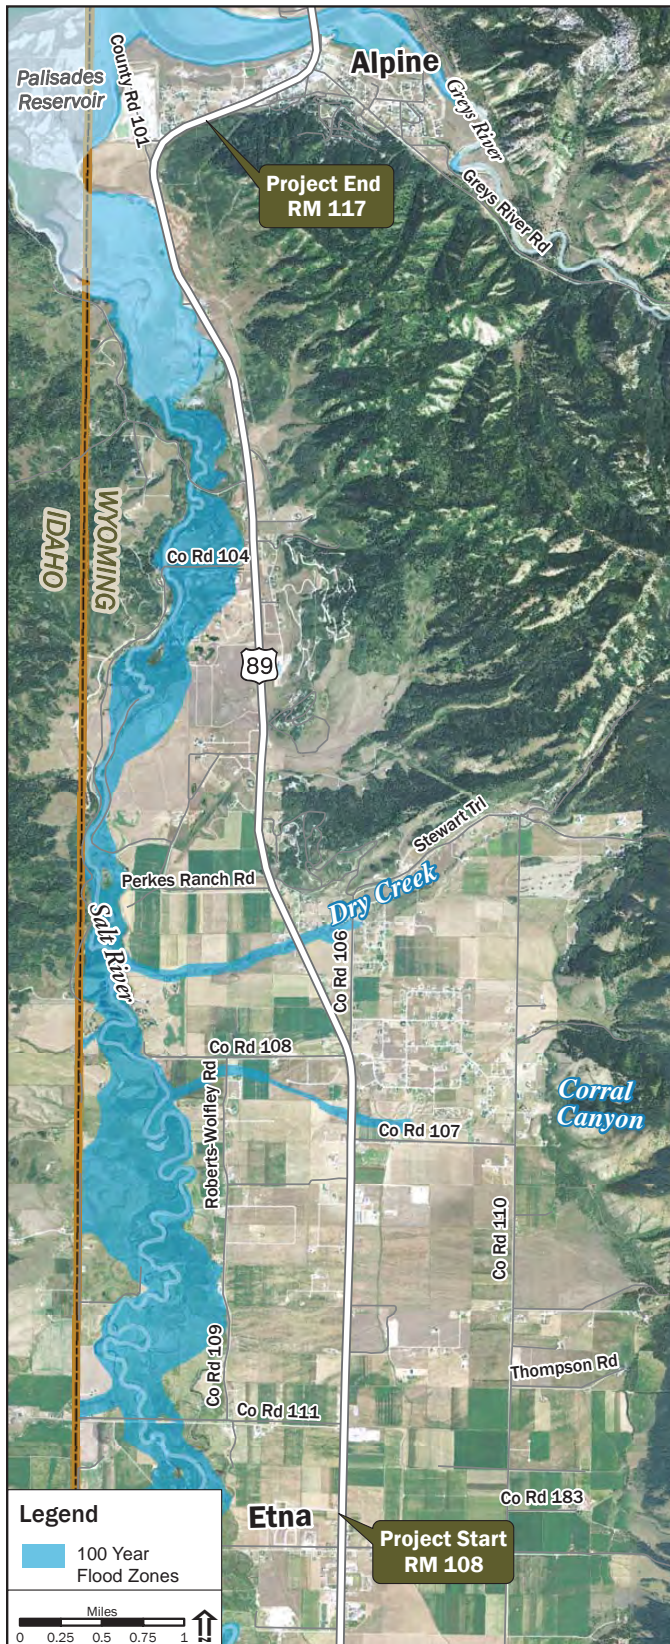 Palisades
Reservoir
County Rd 101
Alpine
Greys River
Greys River Rd
Project End
RM 117
IDAHO
WYOMING
Co Rd 104
89
Stewart Trl
Perkes Ranch Rd
Dry Creek
Salt River
Co Rd 106
Co Rd 108
Roberts-Wolfley Rd
Corral
Canyon
Co Rd 107
Co Rd 110
Co Rd 109
Thompson Rd
Co Rd 111
Co Rd 183
Etna
Project Start
RM 108
Legend
100 Year
Flood Zones
Miles
0 0.25 0.5 0.75 1
N